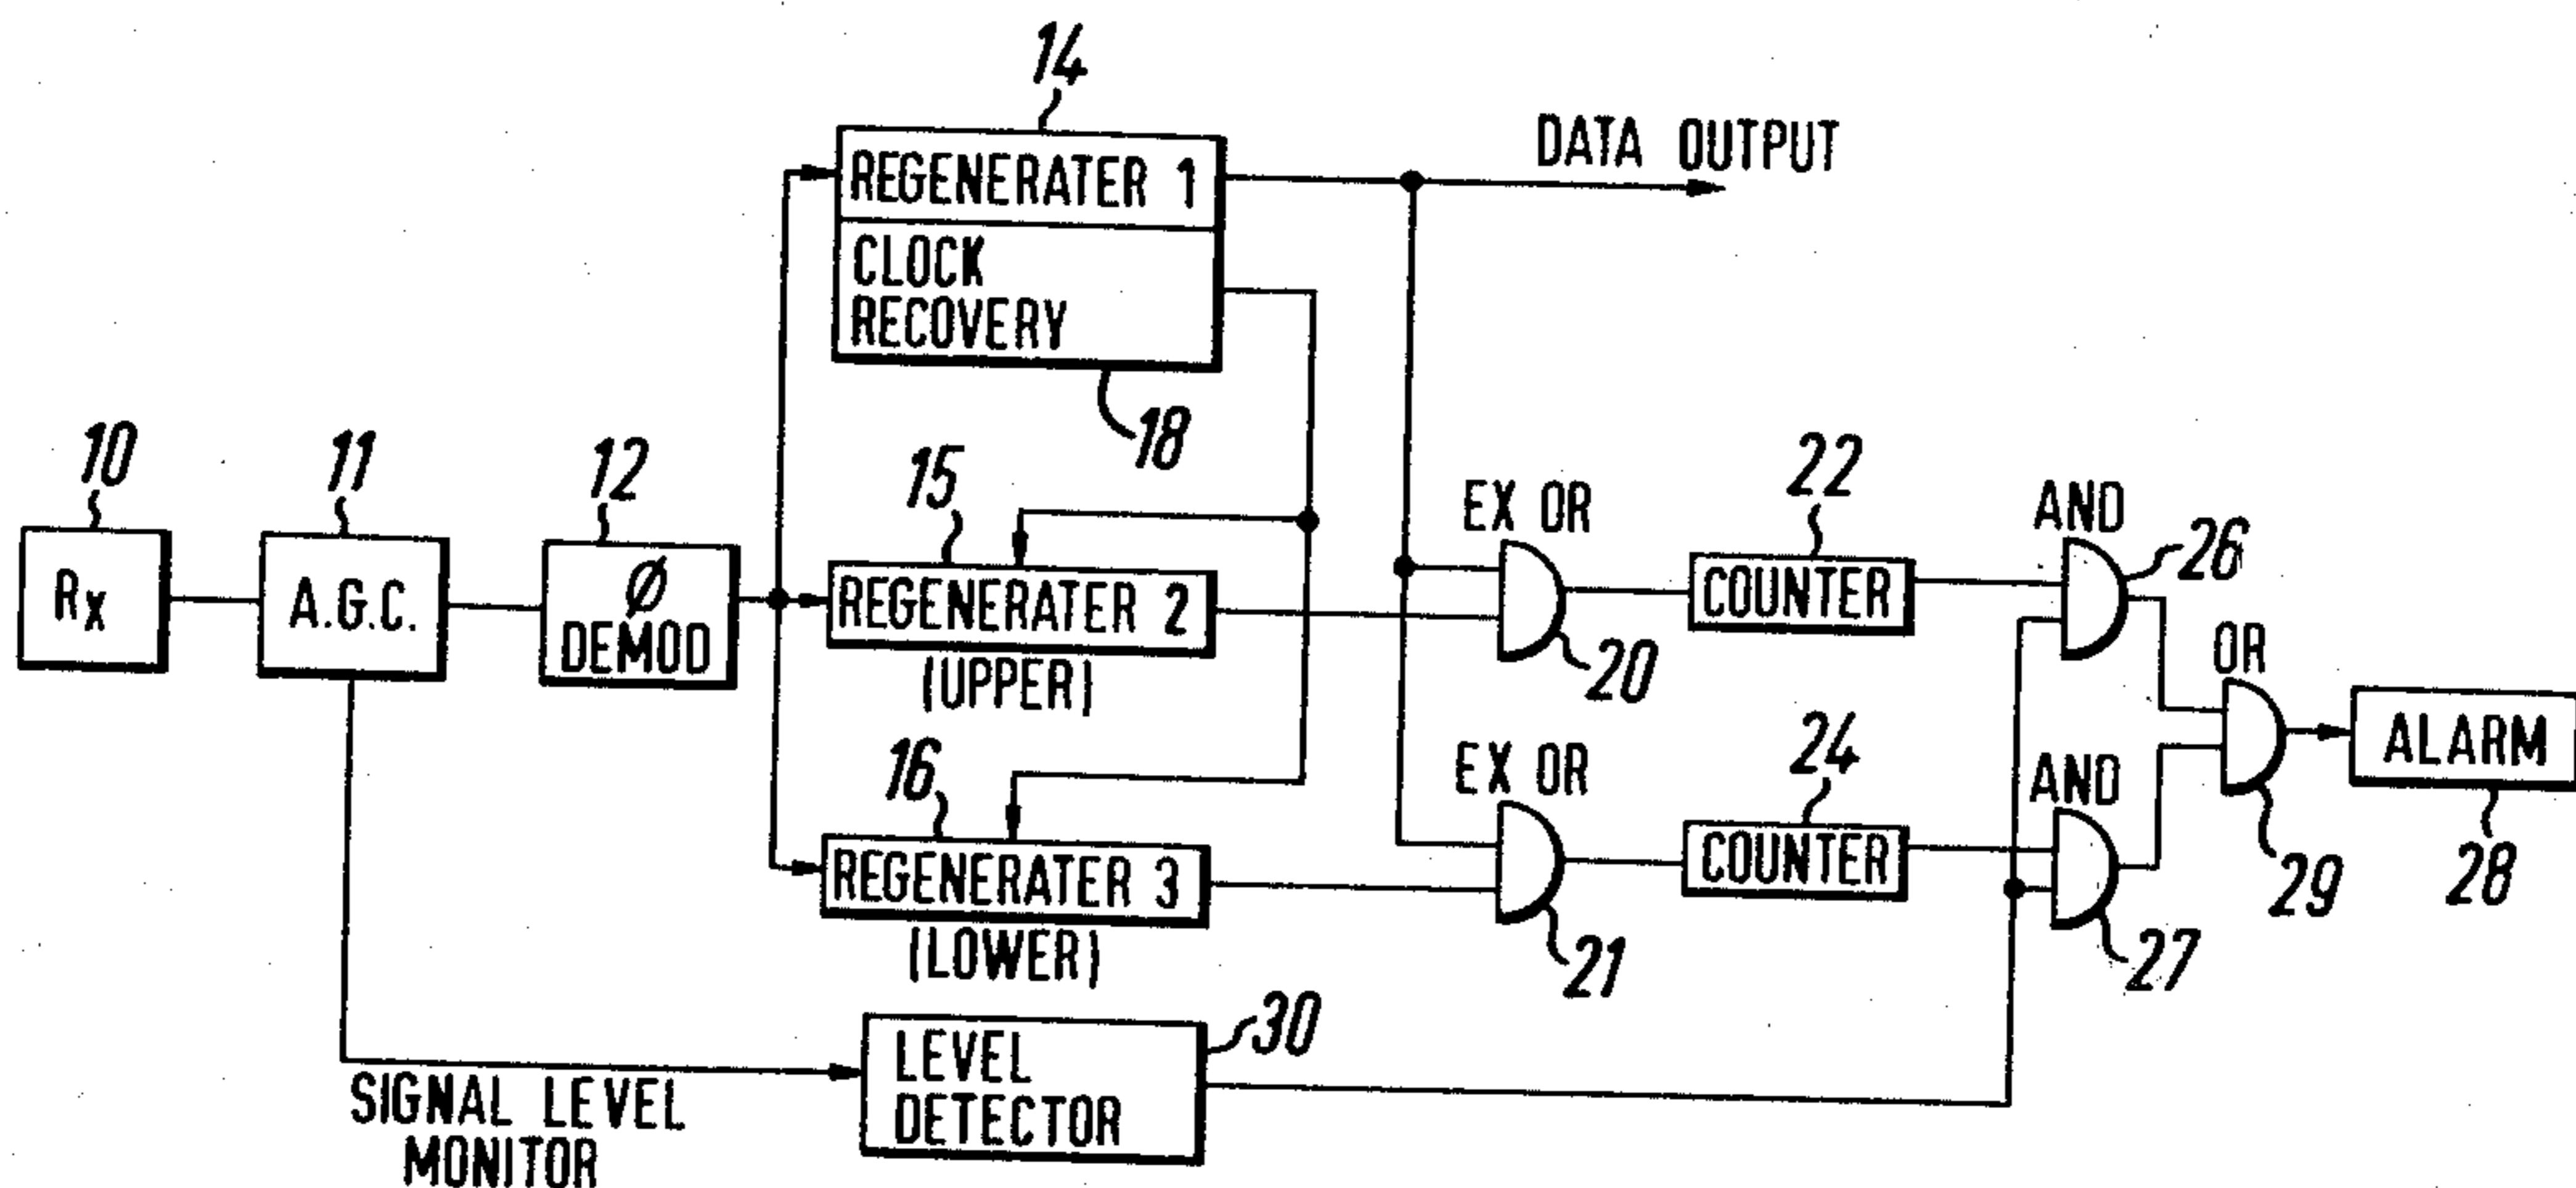 14
REGENERATER 1
DATA OUTPUT
CLOCK
RECOVERY
18
10
Rx
11
A.G.C.
12
Ø
DEMOD
15
REGENERATER 2
(UPPER)
EX OR
20
22
COUNTER
AND
26
16
REGENERATER 3
(LOWER)
EX OR
21
24
COUNTER
AND
27
OR
29
ALARM
28
SIGNAL LEVEL
MONITOR
LEVEL
DETECTOR
30